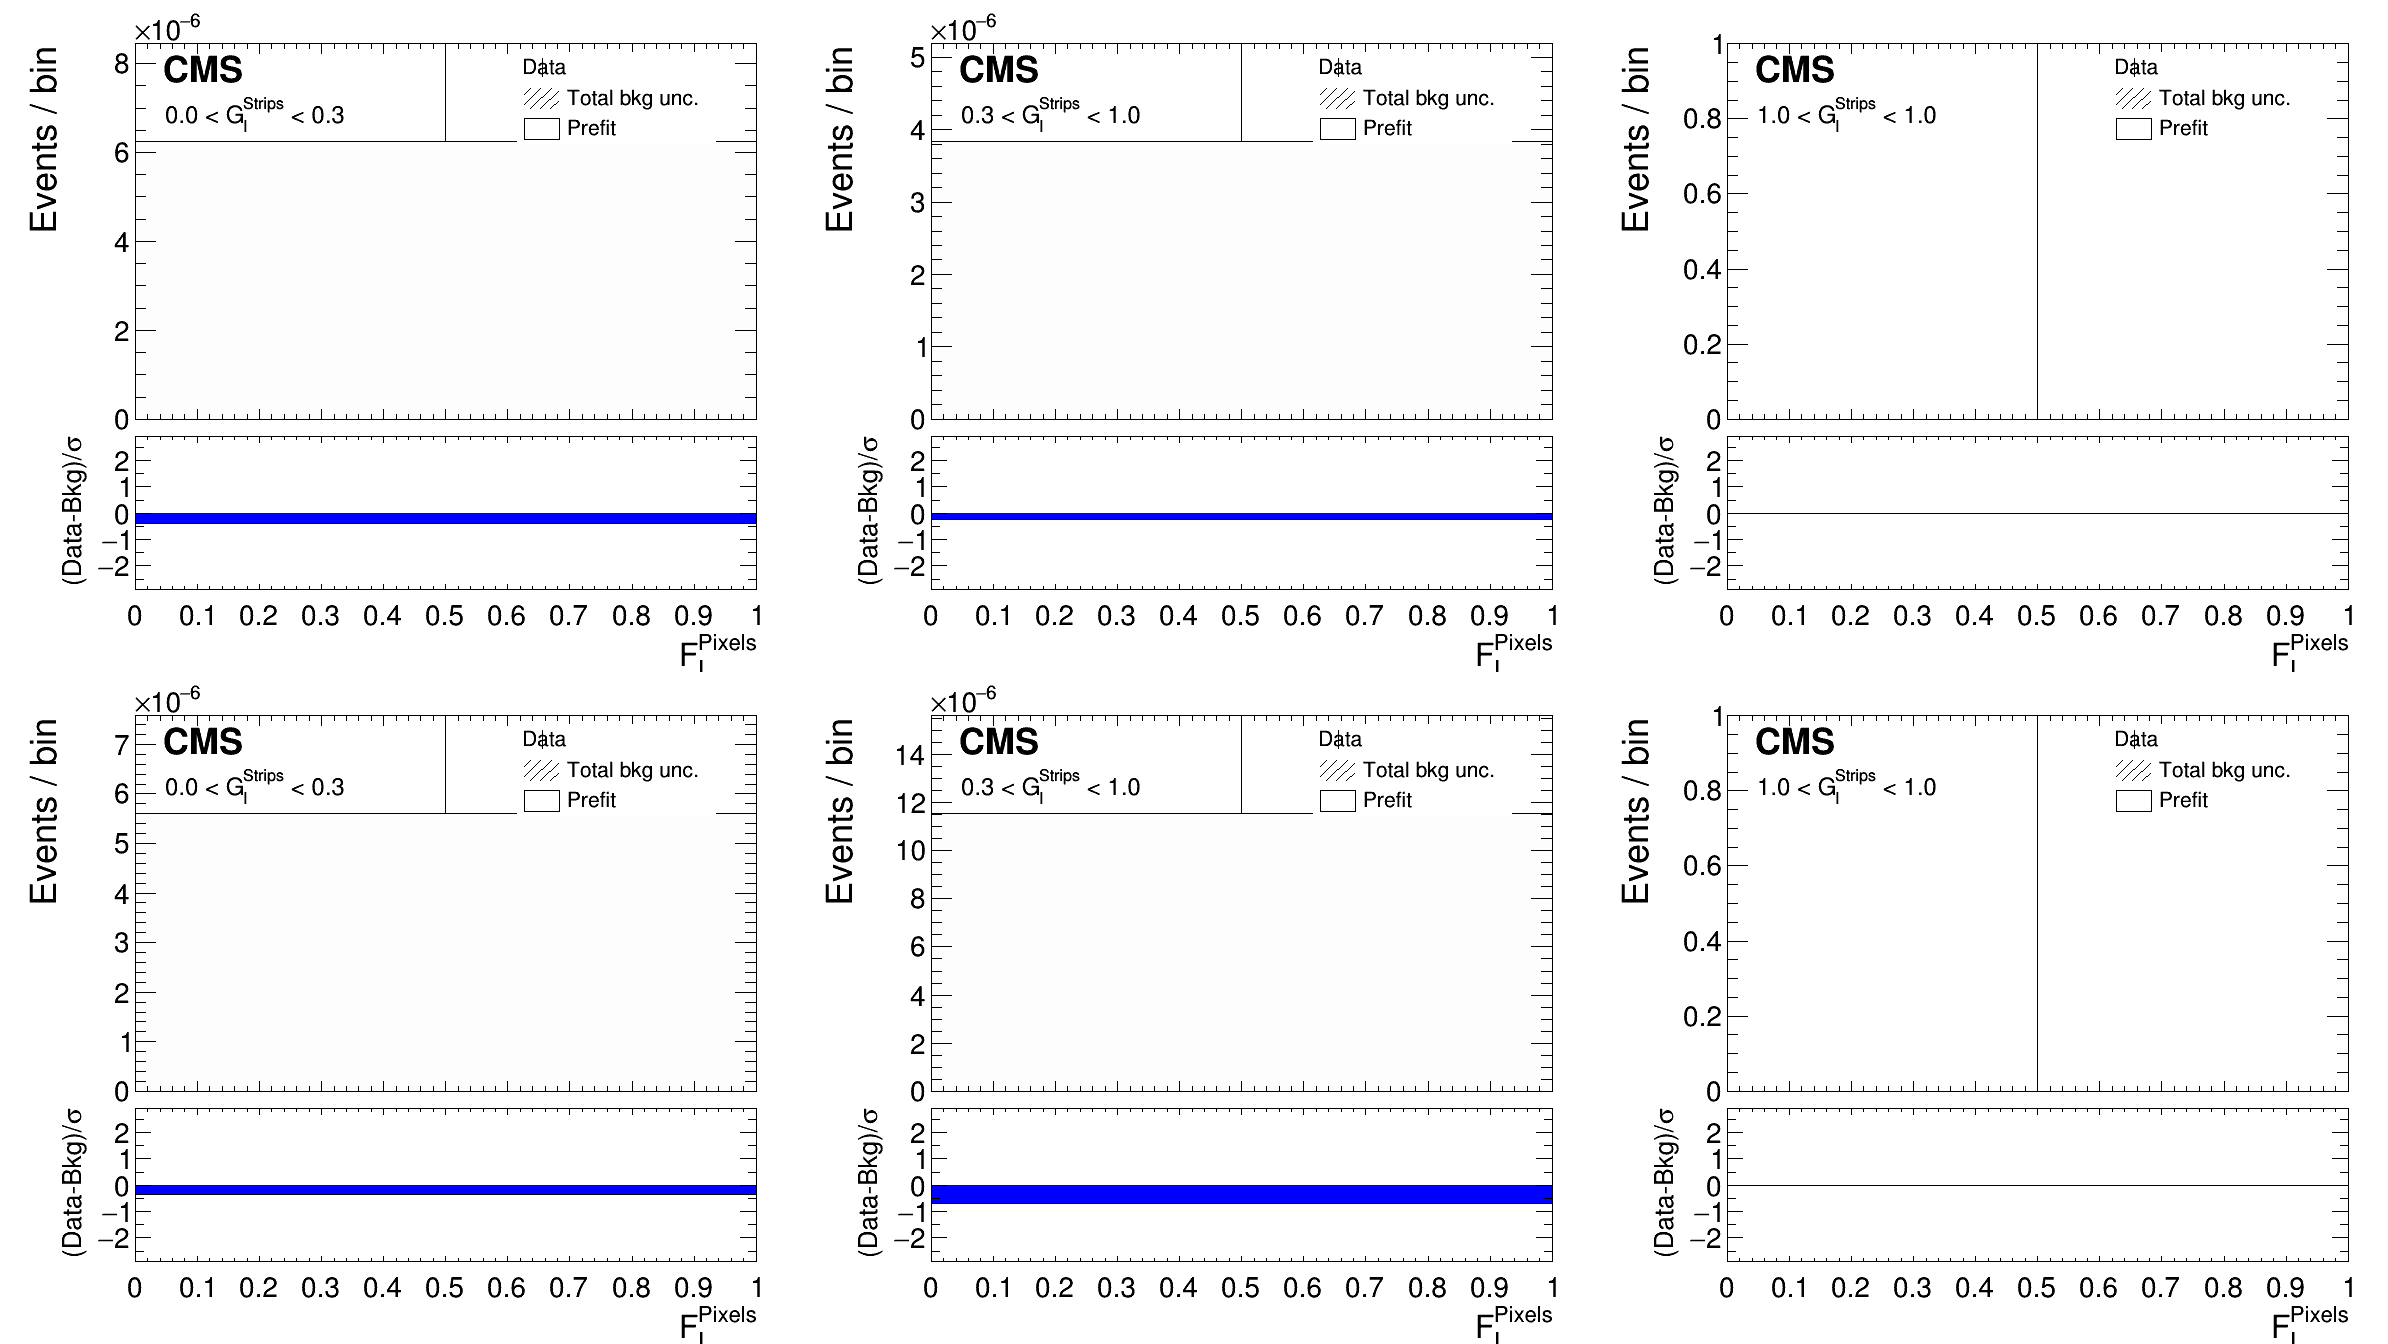 ×10⁻⁶
Events / bin
8
6
4
2
0
CMS
0.0 < G_I^Strips < 0.3
Data
Total bkg unc.
Prefit
(Data-Bkg)/σ
2
1
0
−1
−2
0 0.1 0.2 0.3 0.4 0.5 0.6 0.7 0.8 0.9 1
F_I^Pixels
×10⁻⁶
Events / bin
5
4
3
2
1
0
CMS
0.3 < G_I^Strips < 1.0
Data
Total bkg unc.
Prefit
(Data-Bkg)/σ
2
1
0
−1
−2
0 0.1 0.2 0.3 0.4 0.5 0.6 0.7 0.8 0.9 1
F_I^Pixels
Events / bin
1
0.8
0.6
0.4
0.2
0
CMS
1.0 < G_I^Strips < 1.0
Data
Total bkg unc.
Prefit
(Data-Bkg)/σ
2
1
0
−1
−2
0 0.1 0.2 0.3 0.4 0.5 0.6 0.7 0.8 0.9 1
F_I^Pixels
×10⁻⁶
Events / bin
7
6
5
4
3
2
1
0
CMS
0.0 < G_I^Strips < 0.3
Data
Total bkg unc.
Prefit
(Data-Bkg)/σ
2
1
0
−1
−2
0 0.1 0.2 0.3 0.4 0.5 0.6 0.7 0.8 0.9 1
F_I^Pixels
×10⁻⁶
Events / bin
14
12
10
8
6
4
2
0
CMS
0.3 < G_I^Strips < 1.0
Data
Total bkg unc.
Prefit
(Data-Bkg)/σ
2
1
0
−1
−2
0 0.1 0.2 0.3 0.4 0.5 0.6 0.7 0.8 0.9 1
F_I^Pixels
Events / bin
1
0.8
0.6
0.4
0.2
0
CMS
1.0 < G_I^Strips < 1.0
Data
Total bkg unc.
Prefit
(Data-Bkg)/σ
2
1
0
−1
−2
0 0.1 0.2 0.3 0.4 0.5 0.6 0.7 0.8 0.9 1
F_I^Pixels